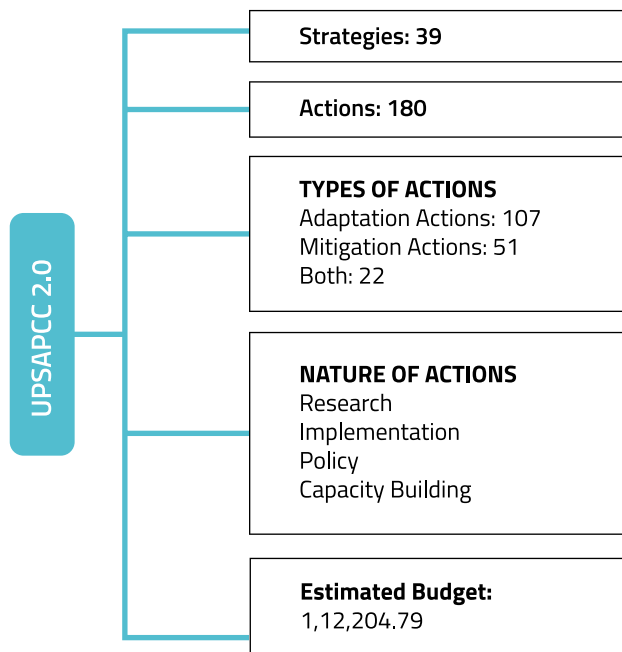 UPSAPCC 2.0
Strategies: 39
Actions: 180
TYPES OF ACTIONS
Adaptation Actions: 107
Mitigation Actions: 51
Both: 22
NATURE OF ACTIONS
Research
Implementation
Policy
Capacity Building
Estimated Budget:
1,12,204.79